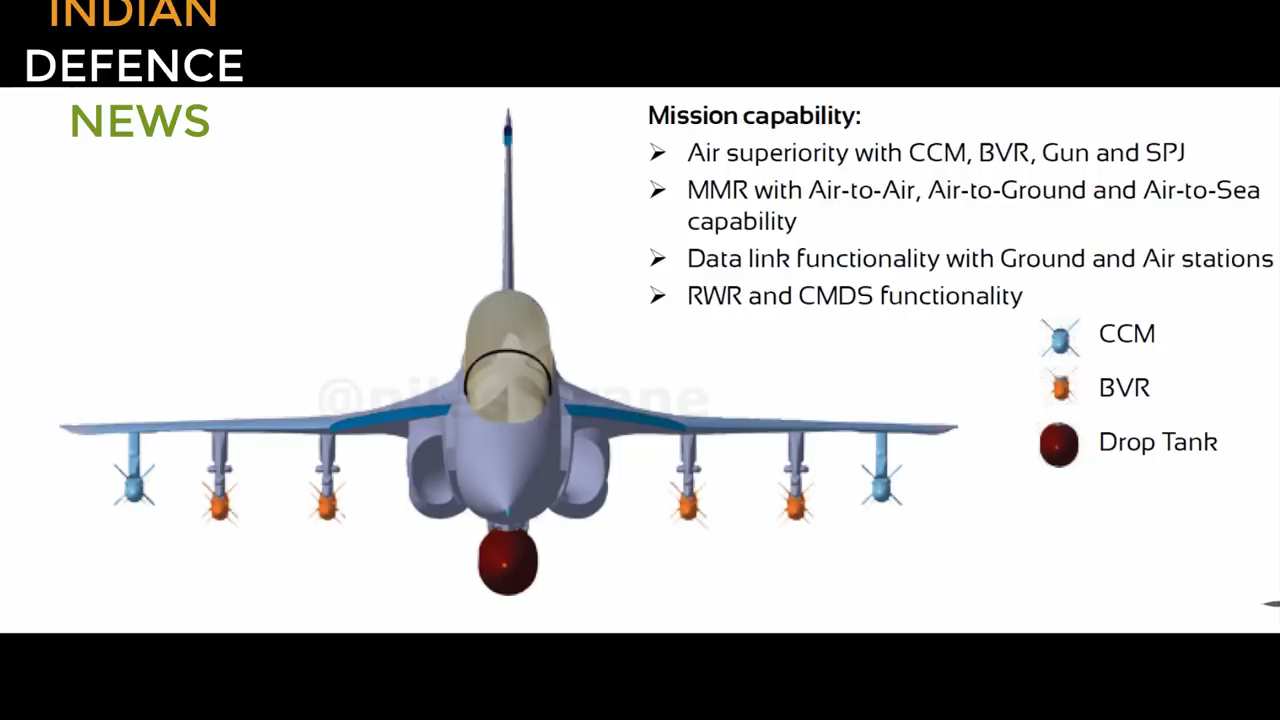 INDIAN
DEFENCE
NEWS
Mission capability:
➢ Air superiority with CCM, BVR, Gun and SPJ
➢ MMR with Air-to-Air, Air-to-Ground and Air-to-Sea
capability
➢ Data link functionality with Ground and Air stations
➢ RWR and CMDS functionality
CCM
BVR
Drop Tank